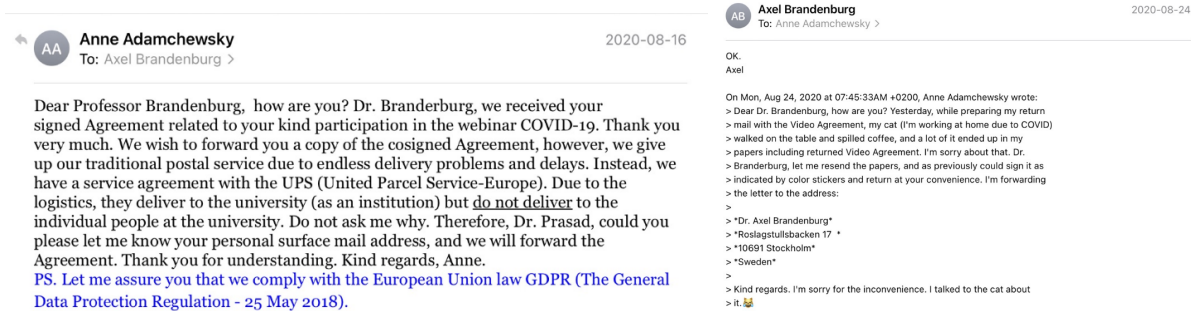 AA
Anne Adamchewsky
2020-08-16
To: Axel Brandenburg >
Dear Professor Brandenburg,  how are you? Dr. Branderburg, we received your
signed Agreement related to your kind participation in the webinar COVID-19. Thank you
very much. We wish to forward you a copy of the cosigned Agreement, however, we give
up our traditional postal service due to endless delivery problems and delays. Instead, we
have a service agreement with the UPS (United Parcel Service-Europe). Due to the
logistics, they deliver to the university (as an institution) but do not deliver to the
individual people at the university. Do not ask me why. Therefore, Dr. Prasad, could you
please let me know your personal surface mail address, and we will forward the
Agreement. Thank you for understanding. Kind regards, Anne.
PS. Let me assure you that we comply with the European Union law GDPR (The General
Data Protection Regulation - 25 May 2018).
AB
Axel Brandenburg
2020-08-24
To: Anne Adamchewsky >
OK.
Axel
On Mon, Aug 24, 2020 at 07:45:33AM +0200, Anne Adamchewsky wrote:
> Dear Dr. Brandenburg, how are you? Yesterday, while preparing my return
> mail with the Video Agreement, my cat (I'm working at home due to COVID)
> walked on the table and spilled coffee, and a lot of it ended up in my
> papers including returned Video Agreement. I'm sorry about that. Dr.
> Branderburg, let me resend the papers, and as previously could sign it as
> indicated by color stickers and return at your convenience. I'm forwarding
> the letter to the address:
>
> *Dr. Axel Brandenburg*
> *Roslagstullsbacken 17  *
> *10691 Stockholm*
> *Sweden*
>
> Kind regards. I'm sorry for the inconvenience. I talked to the cat about
> it.😹